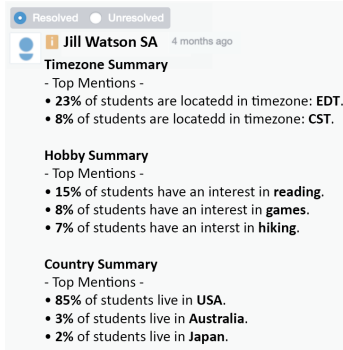 Resolved Unresolved
i Jill Watson SA 4 months ago
Timezone Summary
- Top Mentions -
• 23% of students are locatedd in timezone: EDT.
• 8% of students are locatedd in timezone: CST.
Hobby Summary
- Top Mentions -
• 15% of students have an interest in reading.
• 8% of students have an interest in games.
• 7% of students have an interst in hiking.
Country Summary
- Top Mentions -
• 85% of students live in USA.
• 3% of students live in Australia.
• 2% of students live in Japan.